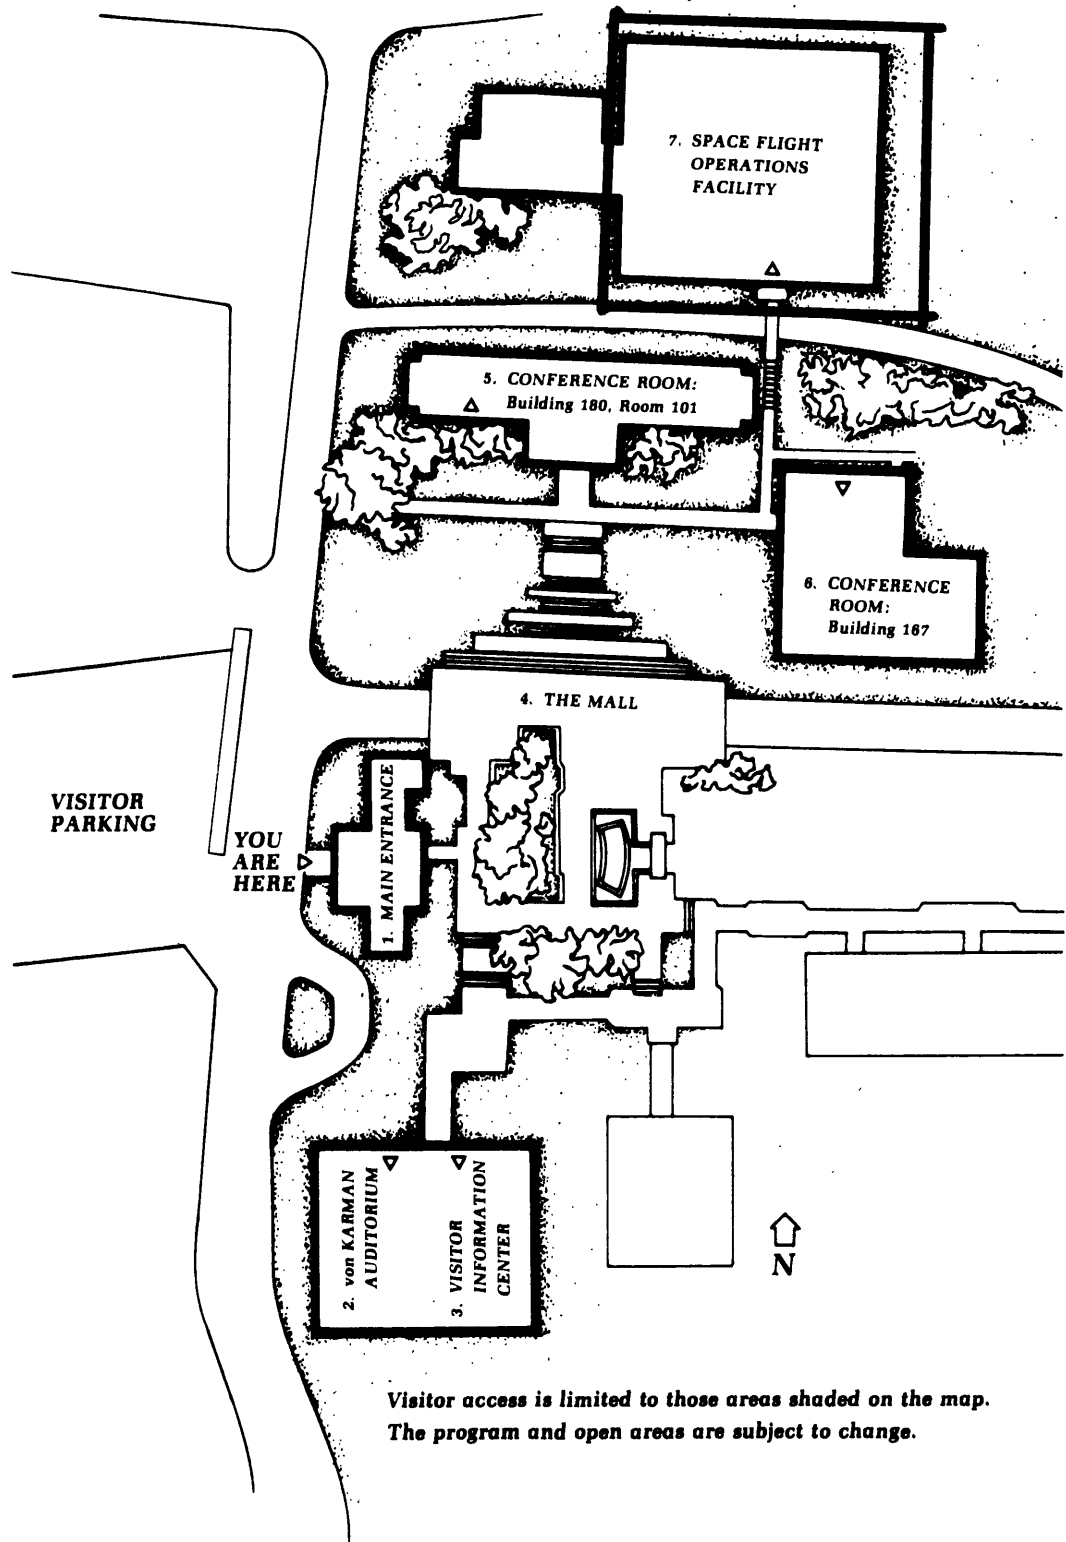 7. SPACE FLIGHT
OPERATIONS
FACILITY
5. CONFERENCE ROOM:
Building 180, Room 101
6. CONFERENCE
ROOM:
Building 167
4. THE MALL
VISITOR
PARKING
YOU
ARE
HERE
1. MAIN ENTRANCE
2. von KARMAN
AUDITORIUM
3. VISITOR
INFORMATION
CENTER
N
Visitor access is limited to those areas shaded on the map.
The program and open areas are subject to change.